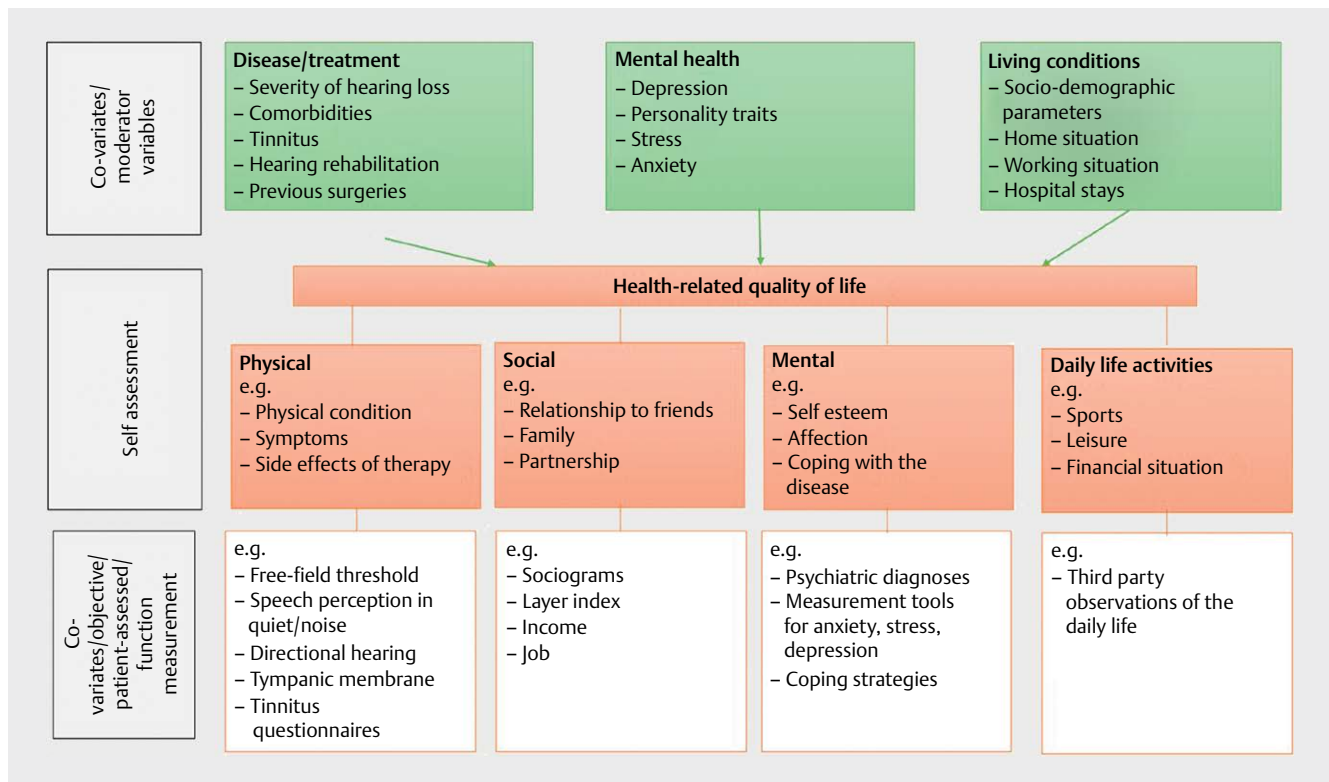 Co-variates/
moderator
variables
Disease/treatment
– Severity of hearing loss
– Comorbidities
– Tinnitus
– Hearing rehabilitation
– Previous surgeries
Mental health
– Depression
– Personality traits
– Stress
– Anxiety
Living conditions
– Socio-demographic
parameters
– Home situation
– Working situation
– Hospital stays
Self assessment
Health-related quality of life
Physical
e.g.
– Physical condition
– Symptoms
– Side effects of therapy
Social
e.g.
– Relationship to friends
– Family
– Partnership
Mental
e.g.
– Self esteem
– Affection
– Coping with the
disease
Daily life activities
e.g.
– Sports
– Leisure
– Financial situation
Co-
variates/objective/
patient-assessed/
function
measurement
e.g.
– Free-field threshold
– Speech perception in
quiet/noise
– Directional hearing
– Tympanic membrane
– Tinnitus
questionnaires
e.g.
– Sociograms
– Layer index
– Income
– Job
e.g.
– Psychiatric diagnoses
– Measurement tools
for anxiety, stress,
depression
– Coping strategies
e.g.
– Third party
observations of the
daily life